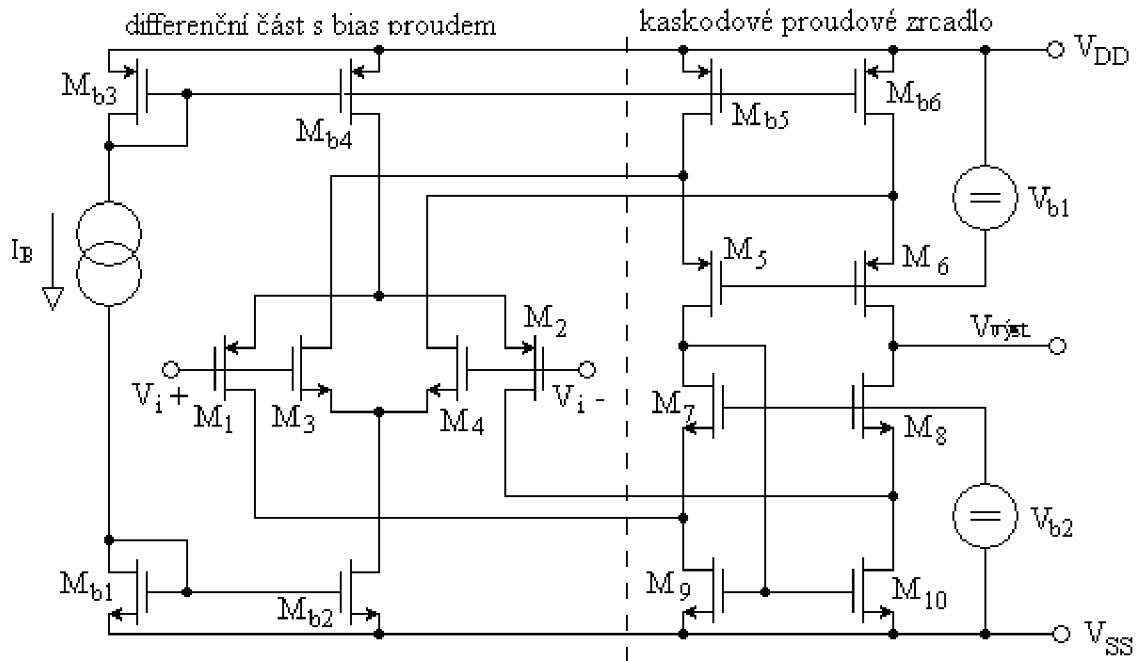 differenční část s bias proudem
kaskodové proudové zrcadlo
V_DD
M_b3
M_b4
M_b5
M_b6
V_b1
I_B
M_5
M_6
M_2
V_i+
M_1
M_3
M_4
V_i-
M_7
M_8
V_b2
M_b1
M_b2
M_9
M_10
V_SS